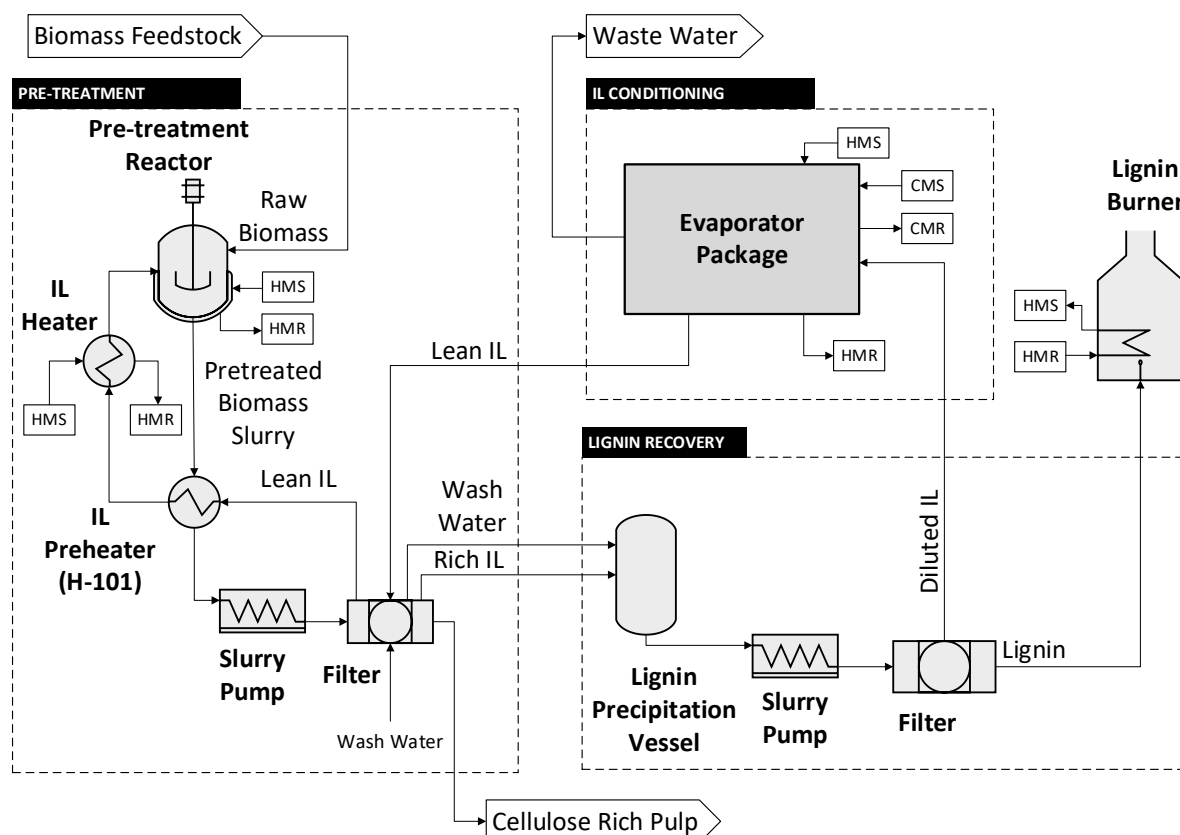 Biomass Feedstock
Waste Water
PRE-TREATMENT
IL CONDITIONING
Pre-treatment
Reactor
Raw
Biomass
HMS
HMR
IL
Heater
HMS
HMR
Pretreated
Biomass
Slurry
Lean IL
IL
Preheater
(H-101)
Slurry
Pump
Filter
Wash Water
Wash
Water
Rich IL
Lean IL
Cellulose Rich Pulp
HMS
CMS
CMR
Evaporator
Package
HMR
Lignin
Burner
HMS
HMR
LIGNIN RECOVERY
Diluted IL
Lignin
Precipitation
Vessel
Slurry
Pump
Filter
Lignin